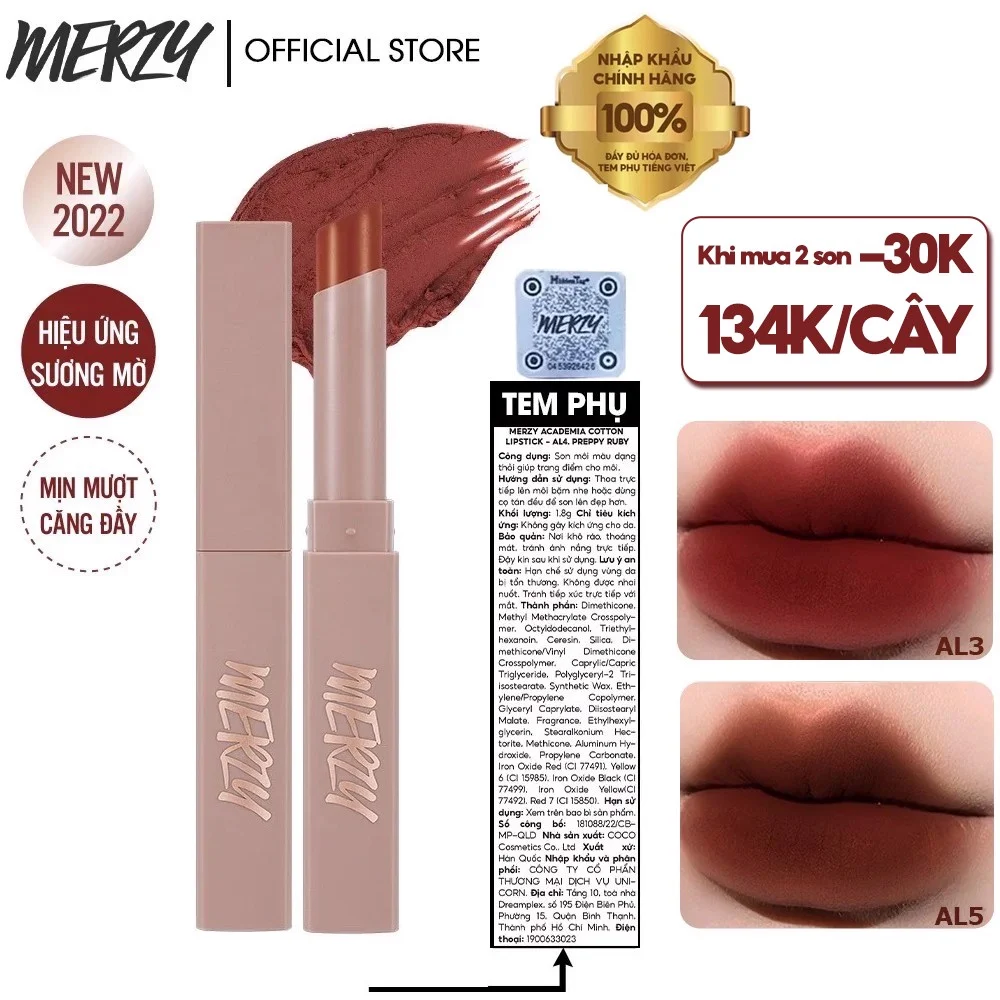 MERZY OFFICIAL STORE
NHẬP KHẨU
CHÍNH HÃNG
100%
ĐẦY ĐỦ HÓA ĐƠN,
TEM PHỤ TIẾNG VIỆT
NEW
2022
HIỆU ỨNG
SƯƠNG MỜ
MỊN MƯỢT
CĂNG ĐẦY
MERZY
MERZY
MERZY
0453926426
Khi mua 2 son -30K
134K/CÂY
TEM PHỤ
MERZY ACADEMIA COTTON
LIPSTICK - AL4. PREPPY RUBY
Công dụng: Son môi màu dạng
thỏi giúp trang điểm cho môi.
Hướng dẫn sử dụng: Thoa trực
tiếp lên môi bặm nhẹ hoặc dùng
cọ tán đều để son lên đẹp hơn.
Khối lượng: 1.8g Chỉ tiêu kích
ứng: Không gây kích ứng cho da.
Bảo quản: Nơi khô ráo, thoáng
mát, tránh ánh nắng trực tiếp.
Đậy kín sau khi sử dụng. Lưu ý an
toàn: Hạn chế sử dụng vùng da
bị tổn thương. Không được nhai
nuốt. Tránh tiếp xúc trực tiếp với
mắt. Thành phần: Dimethicone,
Methyl Methacrylate Crosspoly-
mer, Octyldodecanol, Triethyl-
hexanoin, Ceresin, Silica, Di-
methicone/Vinyl Dimethicone
Crosspolymer, Caprylic/Capric
Triglyceride, Polyglyceryl-2 Tri-
isostearate, Synthetic Wax, Eth-
ylene/Propylene Copolymer,
Glyceryl Caprylate, Diisostearyl
Malate, Fragrance, Ethylhexyl-
glycerin, Stearalkonium Hec-
torite, Methicone, Aluminum Hy-
droxide, Propylene Carbonate,
Iron Oxide Red (CI 77491), Yellow
6 (CI 15985), Iron Oxide Black (CI
77499), Iron Oxide Yellow(CI
77492), Red 7 (CI 15850). Hạn sử
dụng: Xem trên bao bì sản phẩm.
Số công bố: 181088/22/CB-
MP-QLD Nhà sản xuất: COCO
Cosmetics Co., Ltd Xuất xứ:
Hàn Quốc Nhập khẩu và phân
phối: CÔNG TY CỔ PHẦN
THƯƠNG MẠI DỊCH VỤ UNI-
CORN. Địa chỉ: Tầng 10, toà nhà
Dreamplex, số 195 Điện Biên Phủ,
Phường 15, Quận Bình Thạnh,
Thành phố Hồ Chí Minh. Điện
thoại: 1900633023
AL3
AL5